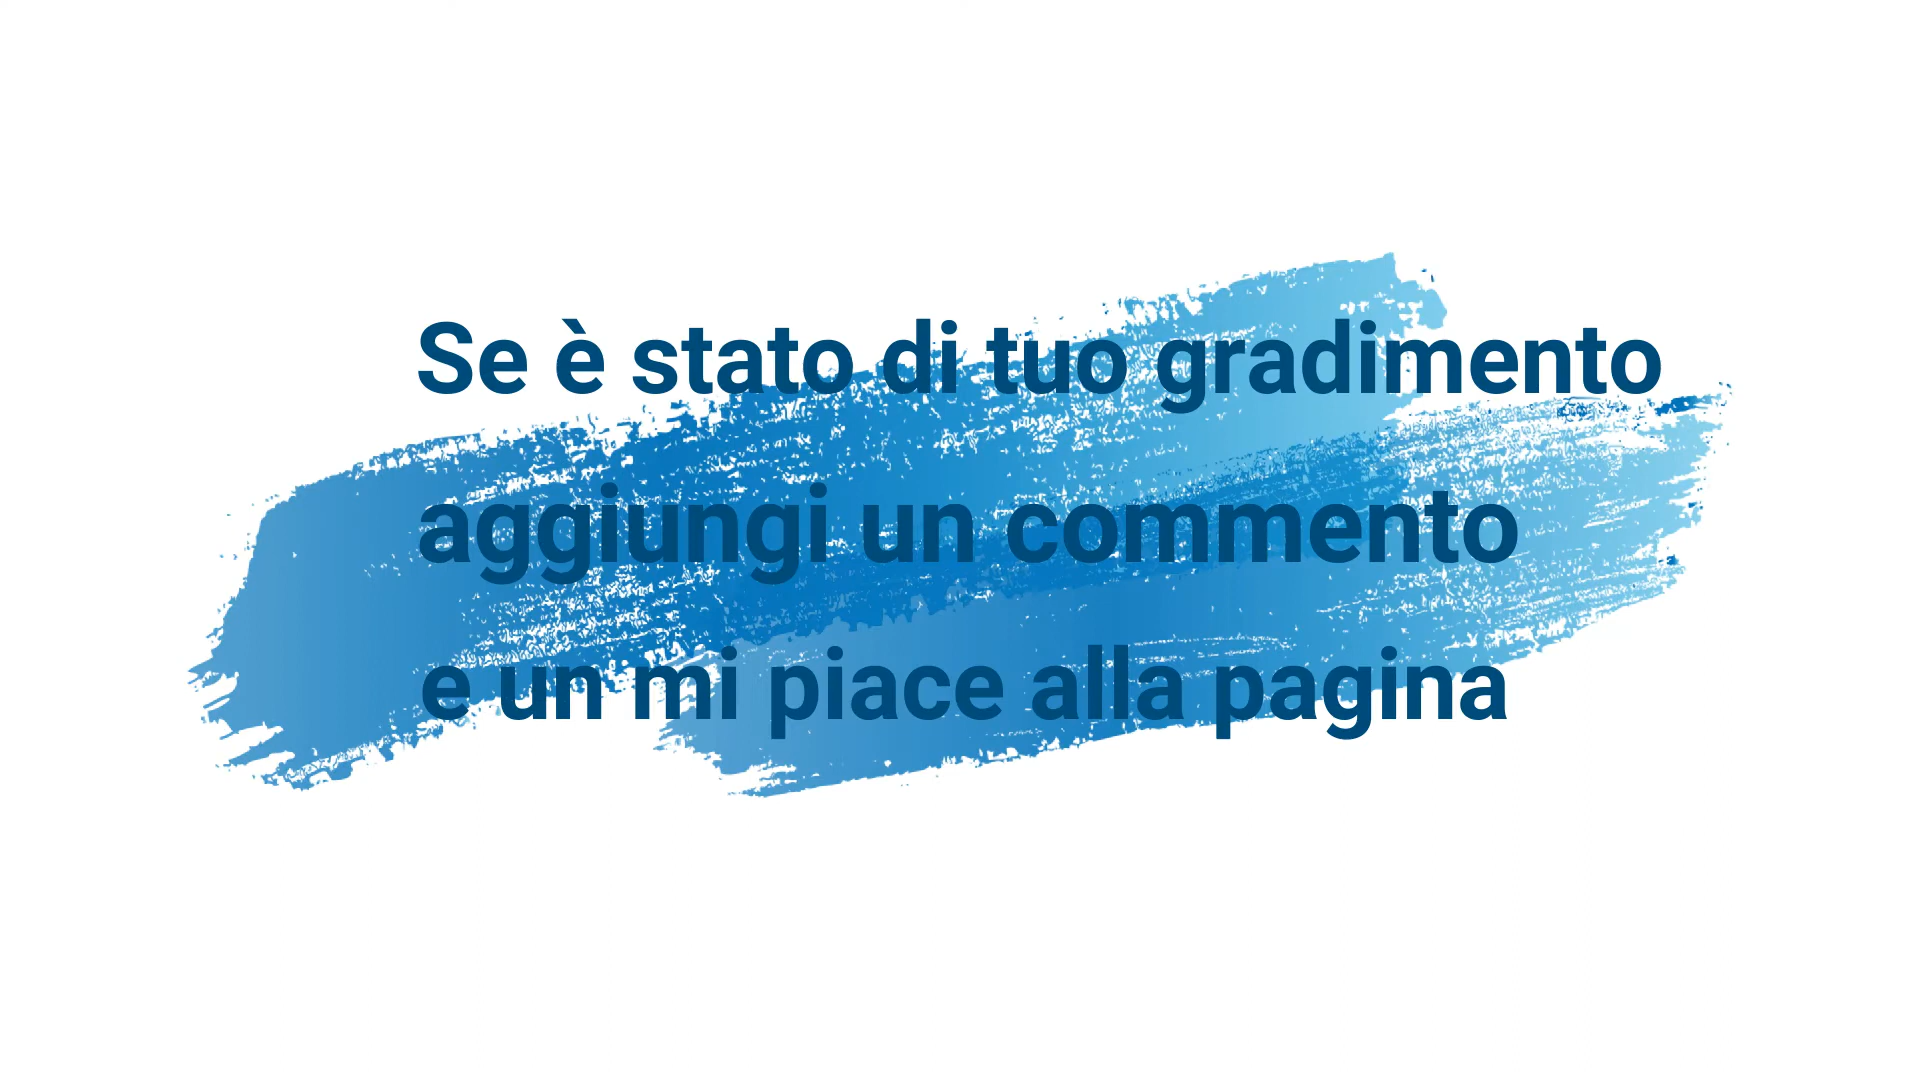 Se è stato di tuo gradimento
aggiungi un commento
e un mi piace alla pagina